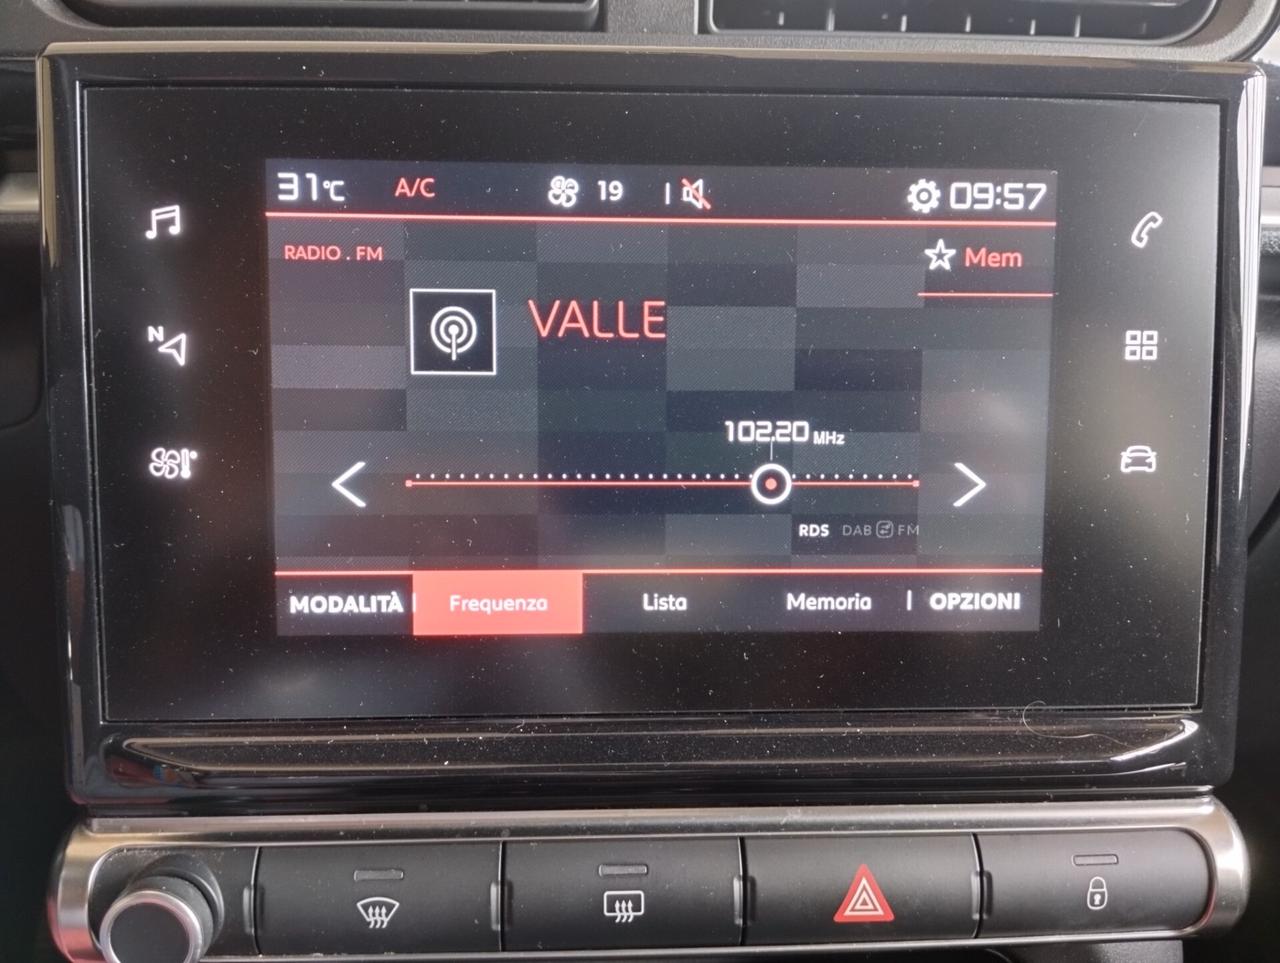 31°C A/C 19 09:57
RADIO . FM
Mem
VALLE
N
102.20 MHz
RDS DAB FM
MODALITÀ Frequenza Lista Memoria OPZIONI